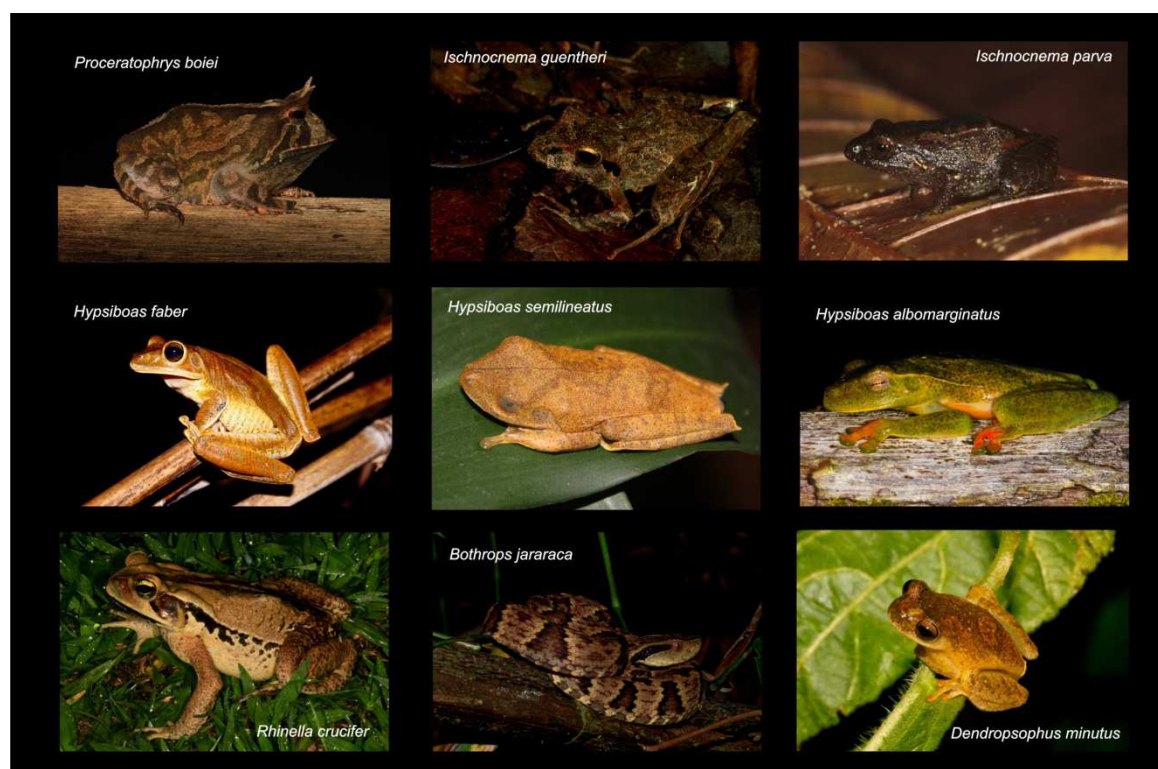 Proceratophrys boiei
Ischnocnema guentheri
Ischnocnema parva
Hypsiboas faber
Hypsiboas semilineatus
Hypsiboas albomarginatus
Rhinella crucifer
Bothrops jararaca
Dendropsophus minutus